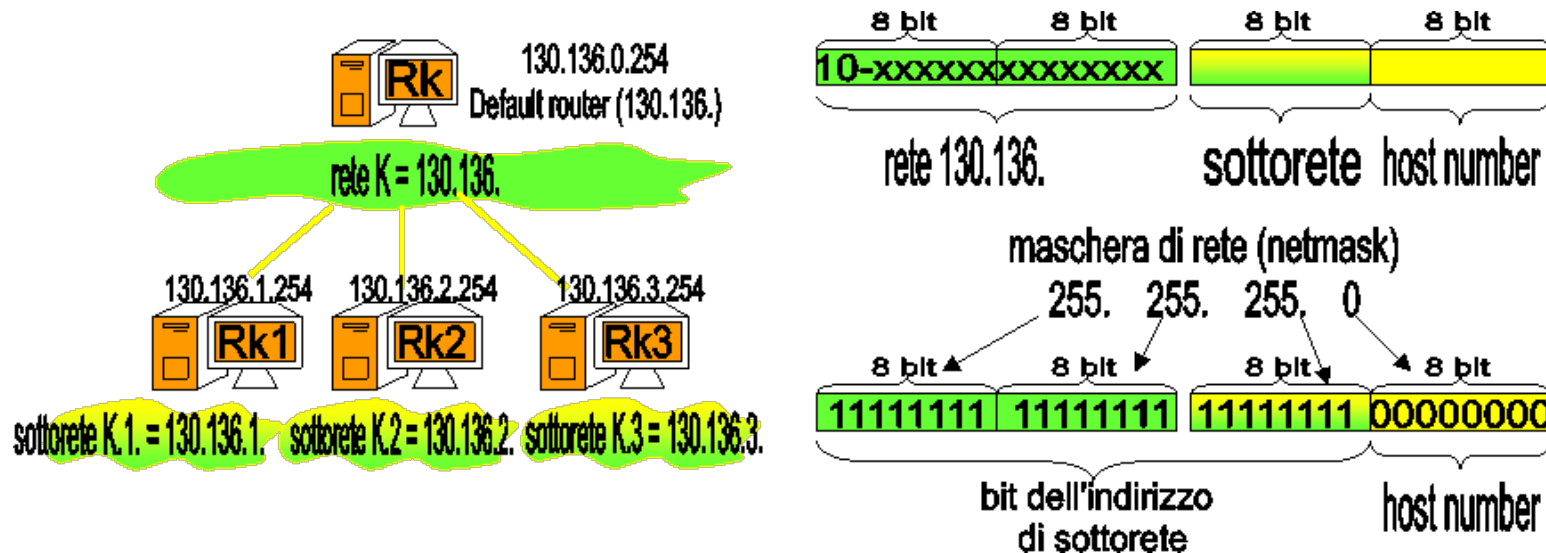 Rk
130.136.0.254
Default router (130.136.)
rete K = 130.136.
130.136.1.254
130.136.2.254
130.136.3.254
Rk1
Rk2
Rk3
sottorete K.1. = 130.136.1.
sottorete K.2 = 130.136.2.
sottorete K.3 = 130.136.3.
8 bit
8 bit
8 bit
8 bit
10-xxxxxxxxxxxxxx
rete 130.136.
sottorete
host number
maschera di rete (netmask)
255. 255. 255. 0
8 bit
8 bit
8 bit
8 bit
11111111
11111111
11111111
00000000
bit dell'indirizzo
di sottorete
host number